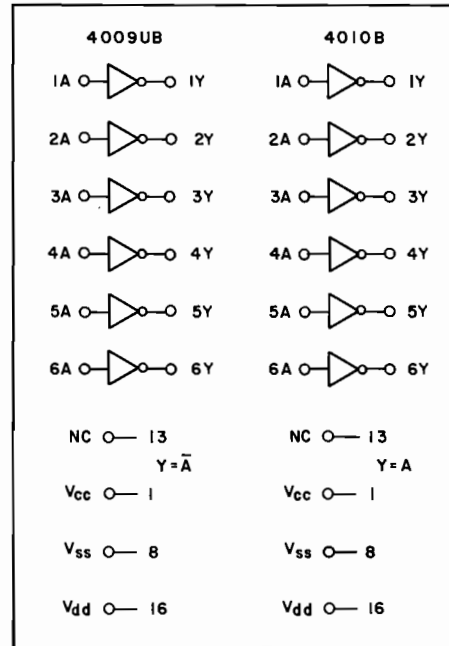 4009UB 4010B
1A 1Y 1A 1Y
2A 2Y 2A 2Y
3A 3Y 3A 3Y
4A 4Y 4A 4Y
5A 5Y 5A 5Y
6A 6Y 6A 6Y
NC 13 NC 13
Y = Ā Y = A
Vcc 1 Vcc 1
Vss 8 Vss 8
Vdd 16 Vdd 16